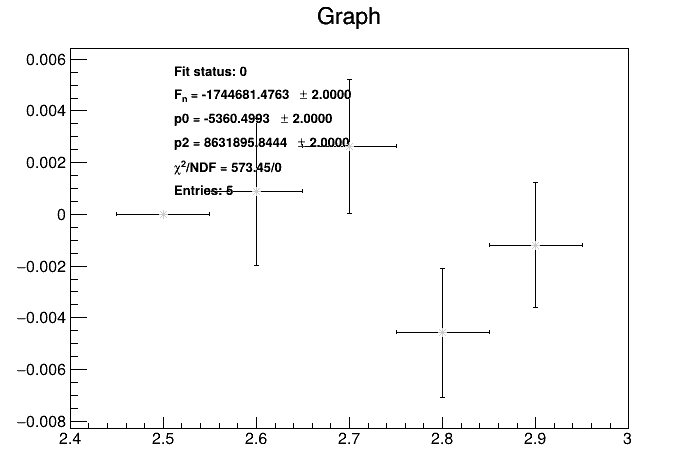 Graph
0.006
Fit status: 0
Fn = -1744681.4763 ± 2.0000
0.004
p0 = -5360.4993 ± 2.0000
p2 = 8631895.8444 ± 2.0000
0.002
χ²/NDF = 573.45/0
Entries: 5
0
−0.002
−0.004
−0.006
−0.008
2.4 2.5 2.6 2.7 2.8 2.9 3